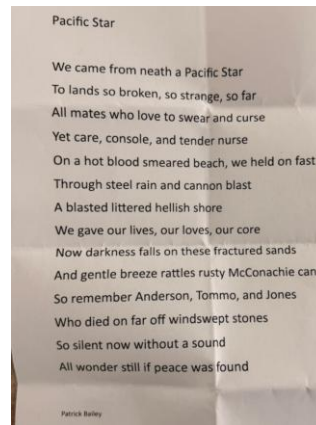 Pacific Star
We came from neath a Pacific Star
To lands so broken, so strange, so far
All mates who love to swear and curse
Yet care, console, and tender nurse
On a hot blood smeared beach, we held on fast
Through steel rain and cannon blast
A blasted littered hellish shore
We gave our lives, our loves, our core
Now darkness falls on these fractured sands
And gentle breeze rattles rusty McConachie can
So remember Anderson, Tommo, and Jones
Who died on far off windswept stones
So silent now without a sound
All wonder still if peace was found
Patrick Bailey